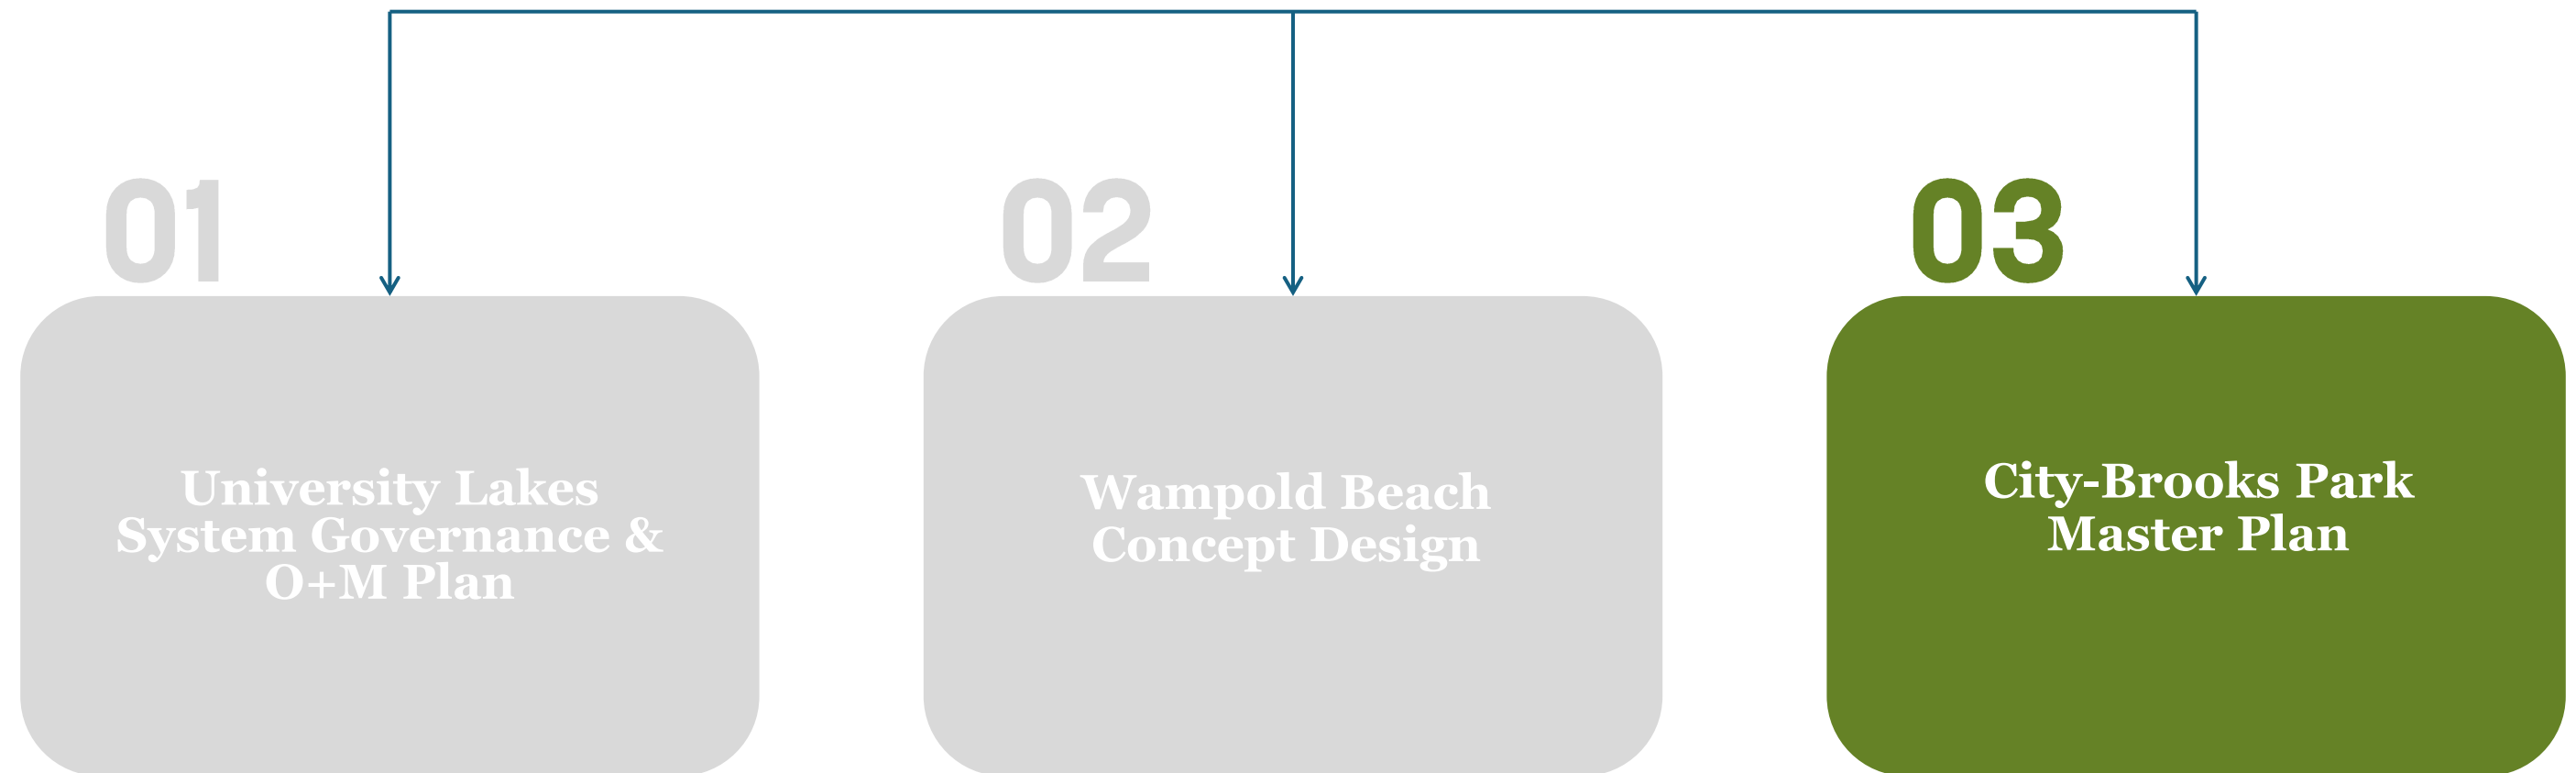 01
University Lakes
System Governance &
O+M Plan
02
Wampold Beach
Concept Design
03
City-Brooks Park
Master Plan